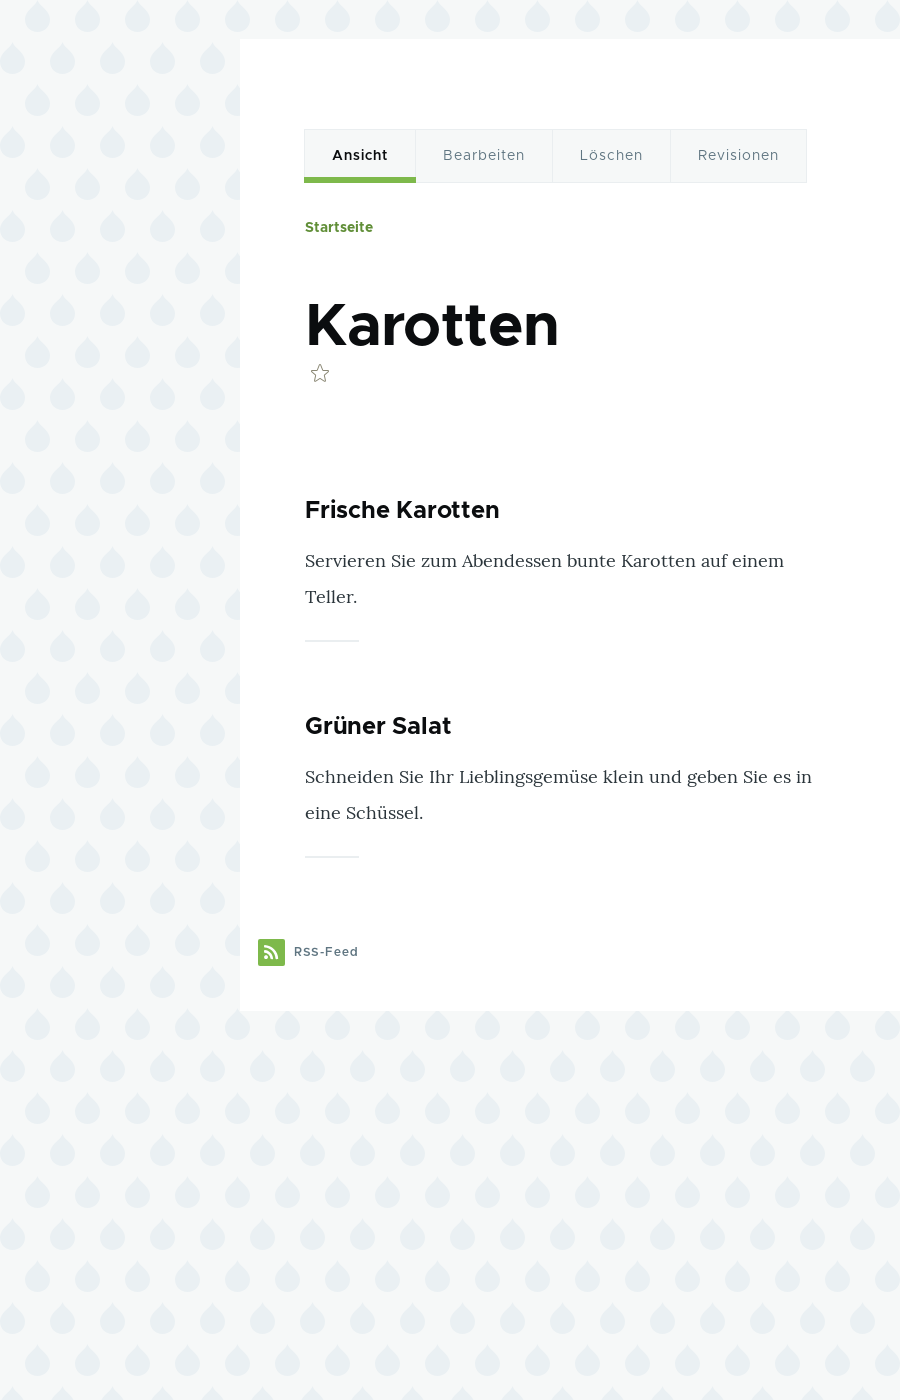 Ansicht Bearbeiten Löschen Revisionen
Startseite
Karotten
Frische Karotten
Servieren Sie zum Abendessen bunte Karotten auf einem
Teller.
Grüner Salat
Schneiden Sie Ihr Lieblingsgemüse klein und geben Sie es in
eine Schüssel.
RSS-Feed